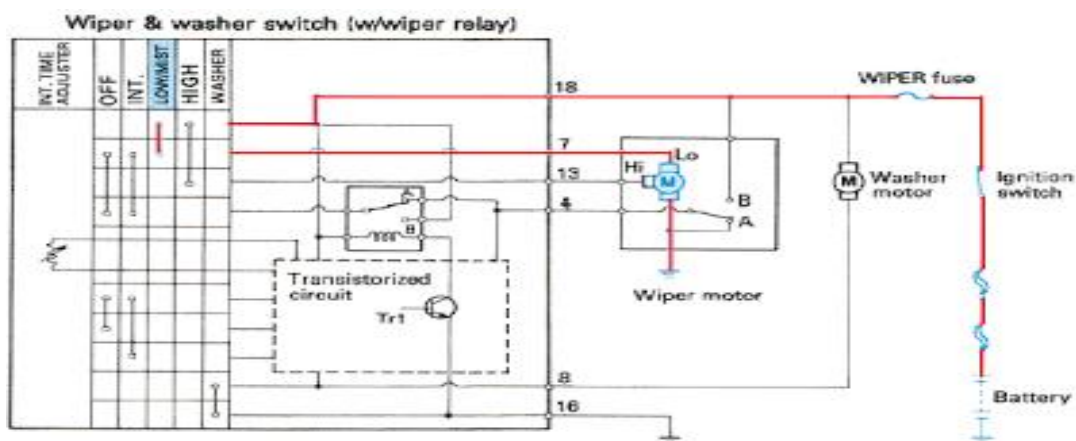 Wiper & washer switch (w/wiper relay)
INT. TIME
ADJUSTER
OFF
INT.
LOW/MIST
HIGH
WASHER
18
WIPER fuse
7
Lo
Hi
M
13
B
A
M
Washer
motor
Ignition
switch
A
4
B
Transistorized
circuit
Tr1
Wiper motor
8
Battery
16